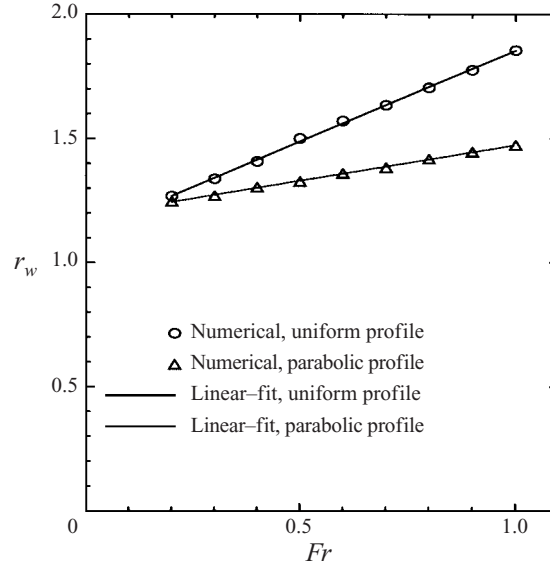 2.0
1.5
r_w
1.0
Numerical, uniform profile
Numerical, parabolic profile
0.5
Linear–fit, uniform profile
Linear–fit, parabolic profile
0
0.5
1.0
Fr